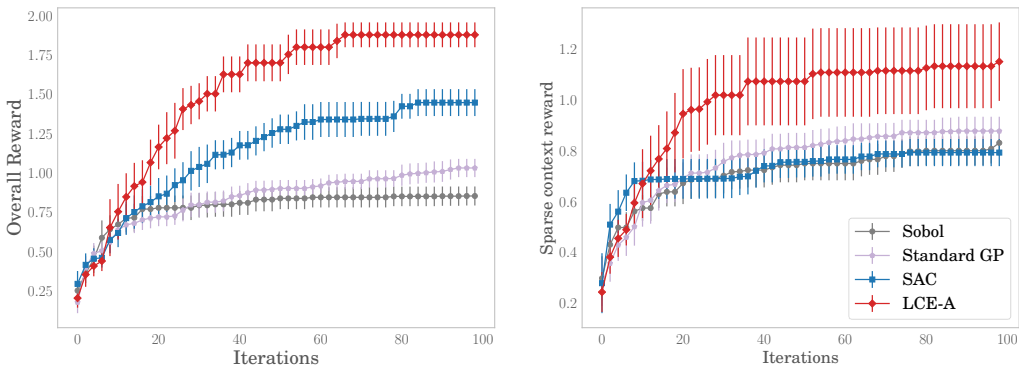 2.00
1.75
1.50
1.25
1.00
0.75
0.50
0.25
Overall Reward
0 20 40 60 80 100
Iterations
1.2
1.0
0.8
0.6
0.4
0.2
Sparse context reward
0 20 40 60 80 100
Iterations
Sobol
Standard GP
SAC
LCE-A